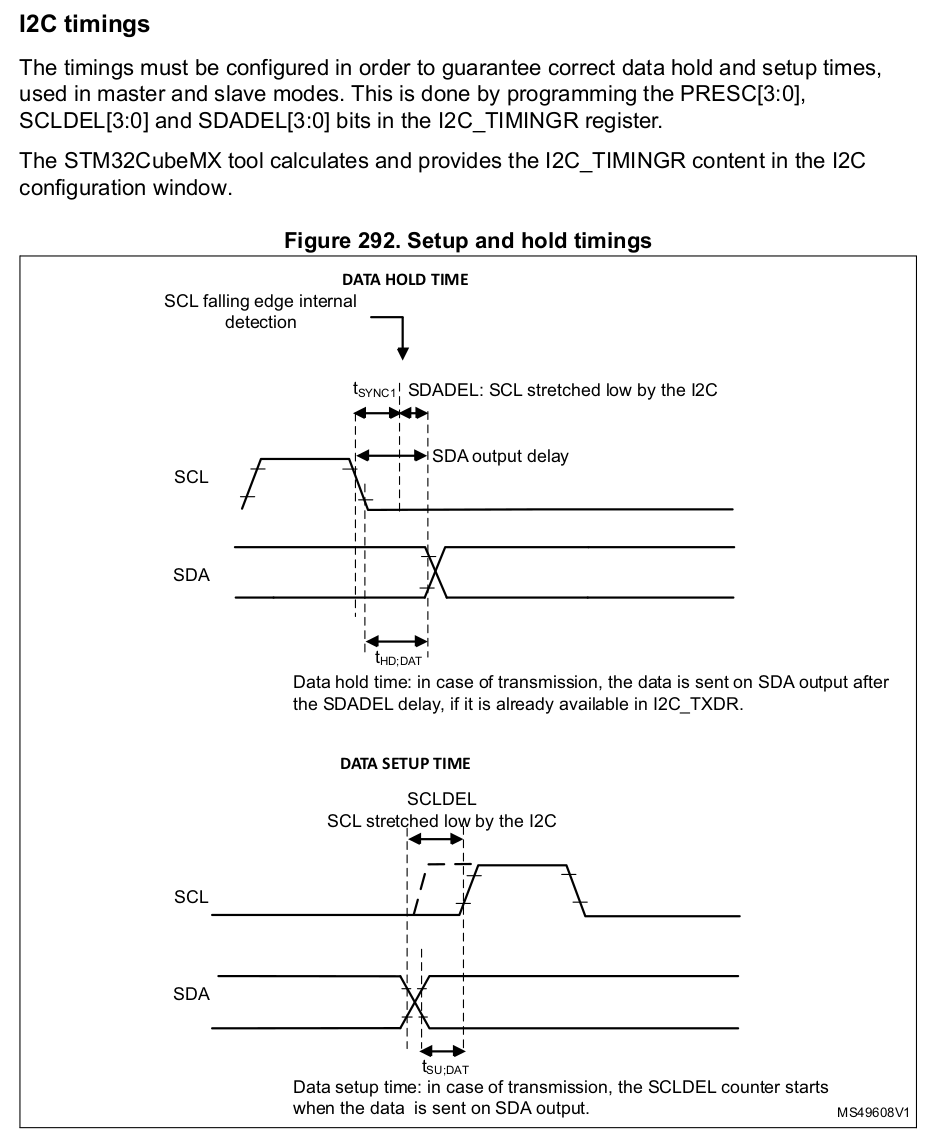 I2C timings
The timings must be configured in order to guarantee correct data hold and setup times,
used in master and slave modes. This is done by programming the PRESC[3:0],
SCLDEL[3:0] and SDADEL[3:0] bits in the I2C_TIMINGR register.
The STM32CubeMX tool calculates and provides the I2C_TIMINGR content in the I2C
configuration window.
Figure 292. Setup and hold timings
DATA HOLD TIME
SCL falling edge internal
detection
tSYNC1 SDADEL: SCL stretched low by the I2C
SDA output delay
SCL
SDA
tHD;DAT
Data hold time: in case of transmission, the data is sent on SDA output after
the SDADEL delay, if it is already available in I2C_TXDR.
DATA SETUP TIME
SCLDEL
SCL stretched low by the I2C
SCL
SDA
tSU;DAT
Data setup time: in case of transmission, the SCLDEL counter starts
when the data is sent on SDA output.
MS49608V1